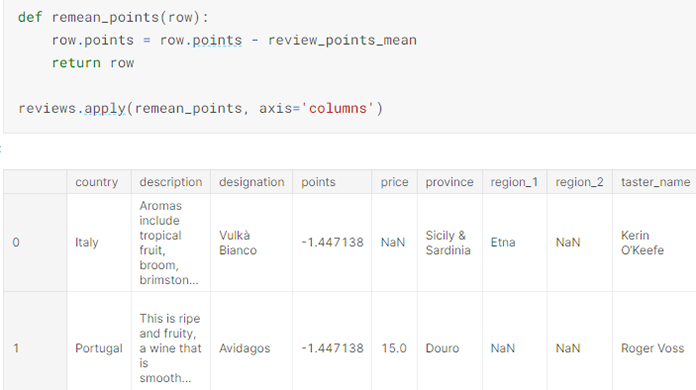 def remean_points(row):
row.points = row.points - review_points_mean
return row
reviews.apply(remean_points, axis='columns')
country description designation points price province region_1 region_2 taster_name
0 Italy Aromas include tropical fruit, broom, brimston... Vulkà Bianco -1.447138 NaN Sicily & Sardinia Etna NaN Kerin O'Keefe
1 Portugal This is ripe and fruity, a wine that is smooth... Avidagos -1.447138 15.0 Douro NaN NaN Roger Voss